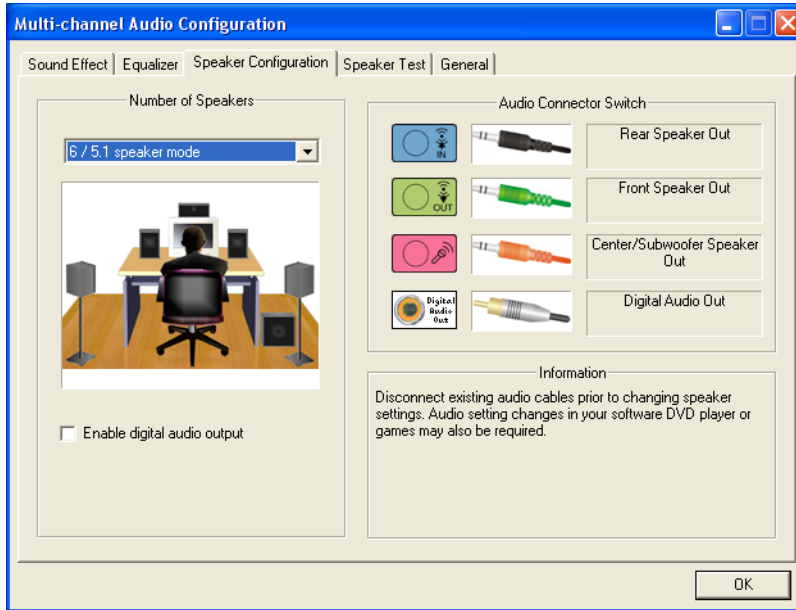 Multi-channel Audio Configuration
Sound Effect Equalizer Speaker Configuration Speaker Test General
Number of Speakers
6 / 5.1 speaker mode
Enable digital audio output
Audio Connector Switch
IN
Rear Speaker Out
OUT
Front Speaker Out
Center/Subwoofer Speaker
Out
Digital
Audio
Out
Digital Audio Out
Information
Disconnect existing audio cables prior to changing speaker
settings. Audio setting changes in your software DVD player or
games may also be required.
OK